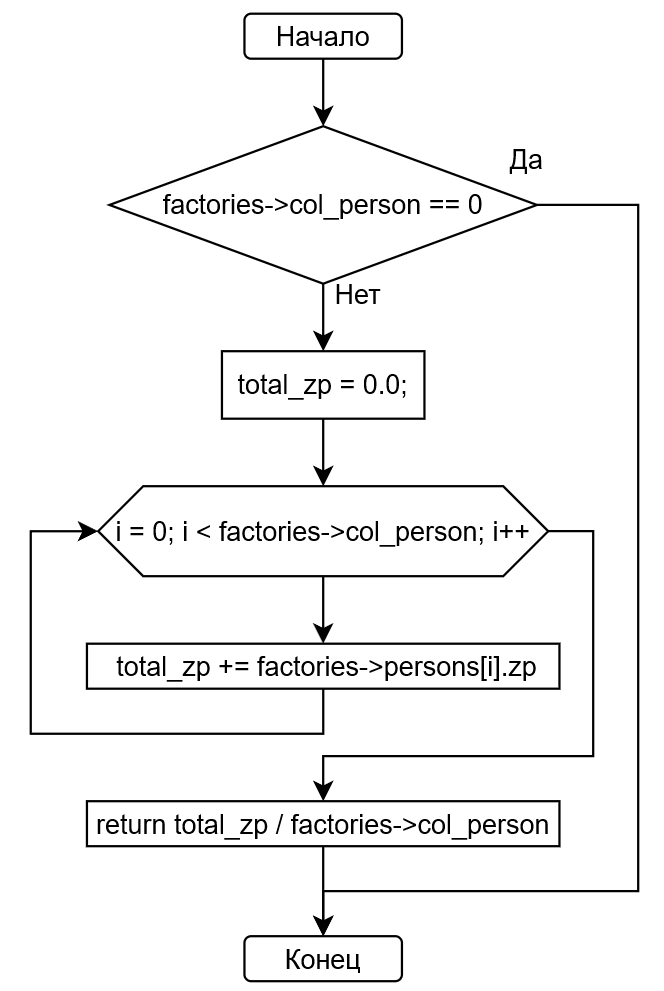 Начало
Да
factories->col_person == 0
Нет
total_zp = 0.0;
i = 0; i < factories->col_person; i++
total_zp += factories->persons[i].zp
return total_zp / factories->col_person
Конец